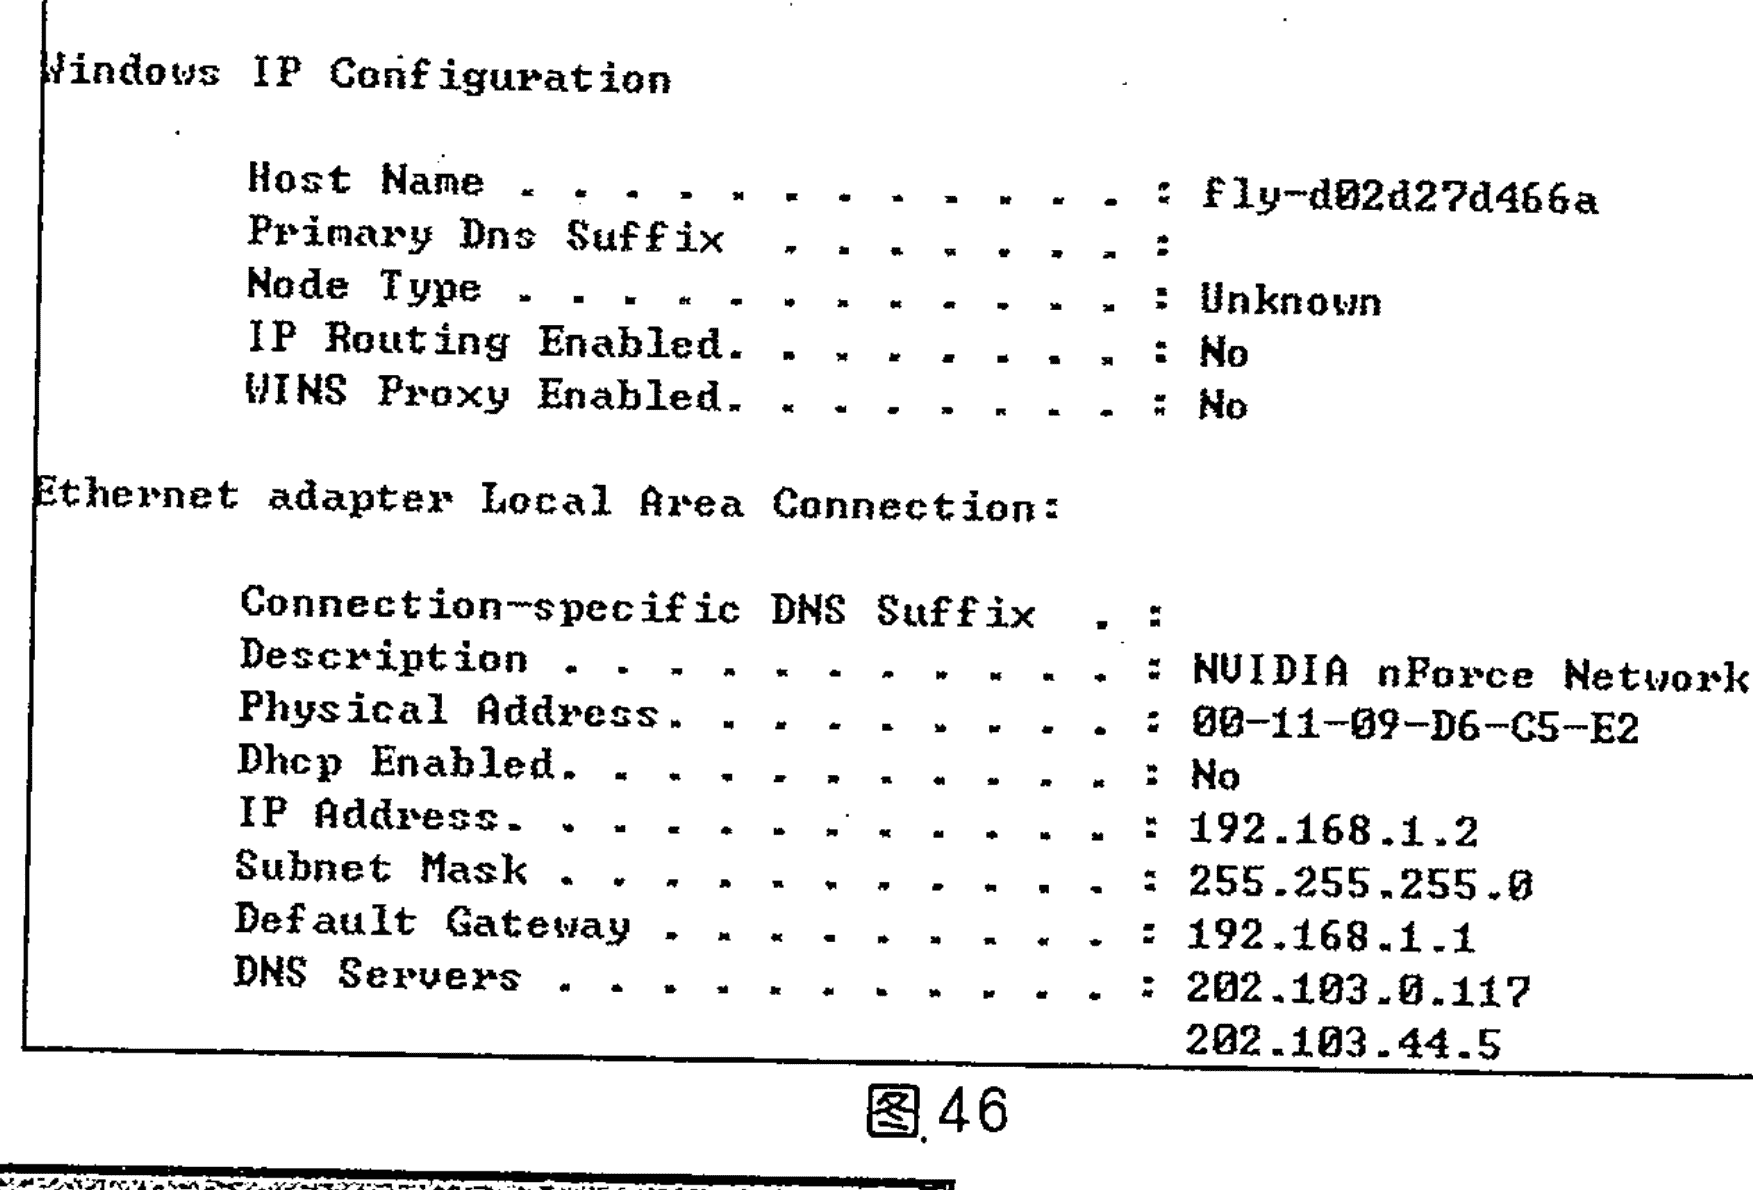 Windows IP Configuration
Host Name . . . . . . . . . . . . : fly-d02d27d466a
Primary Dns Suffix . . . . . . . :
Node Type . . . . . . . . . . . . : Unknown
IP Routing Enabled. . . . . . . . : No
WINS Proxy Enabled. . . . . . . . : No
Ethernet adapter Local Area Connection:
Connection-specific DNS Suffix . :
Description . . . . . . . . . . . : NVIDIA nForce Network
Physical Address. . . . . . . . . : 00-11-09-D6-C5-E2
Dhcp Enabled. . . . . . . . . . . : No
IP Address. . . . . . . . . . . . : 192.168.1.2
Subnet Mask . . . . . . . . . . . : 255.255.255.0
Default Gateway . . . . . . . . . : 192.168.1.1
DNS Servers . . . . . . . . . . . : 202.103.0.117
202.103.44.5
图.46